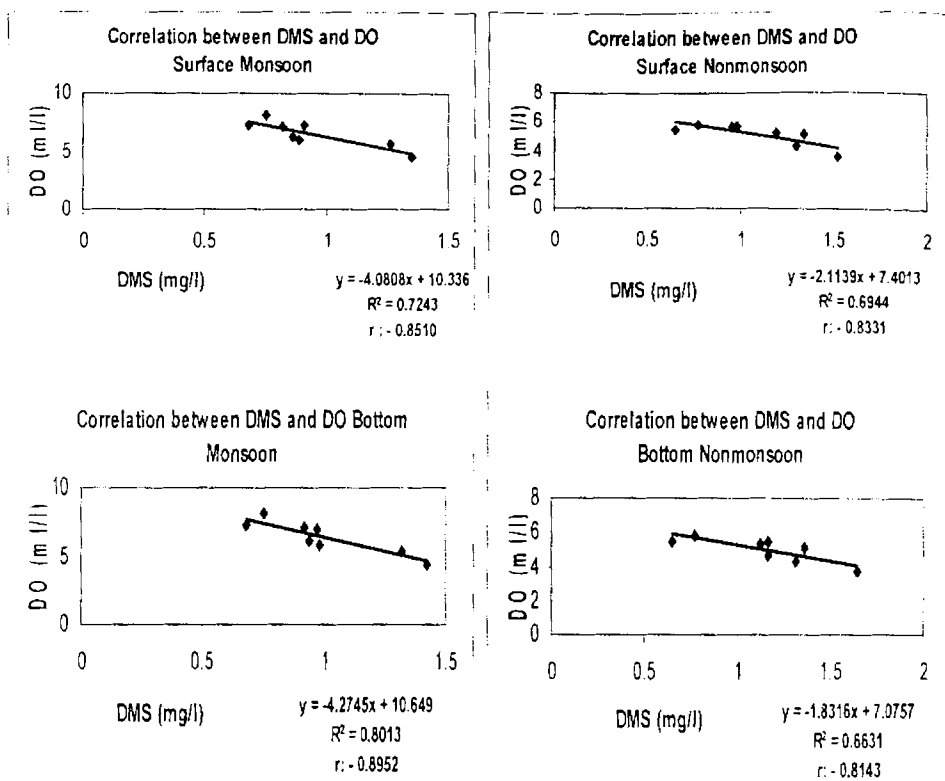 Correlation between DMS and DO
Surface Monsoon
10
5
0
DO (ml/l)
0 0.5 1 1.5
DMS (mg/l)
y = -4.0808x + 10.336
R² = 0.7243
r : - 0.8510
Correlation between DMS and DO
Surface Nonmonsoon
8
6
4
2
0
DO (ml/l)
0 0.5 1 1.5 2
DMS (mg/l)
y = -2.1139x + 7.4013
R² = 0.6944
r: - 0.8331
Correlation between DMS and DO Bottom
Monsoon
10
5
0
DO (ml/l)
0 0.5 1 1.5
DMS (mg/l)
y = -4.2745x + 10.649
R² = 0.8013
r: - 0.8952
Correlation between DMS and DO
Bottom Nonmonsoon
8
6
4
2
0
DO (ml/l)
0 0.5 1 1.5 2
DMS (mg/l)
y = -1.8316x + 7.0757
R² = 0.6631
r: - 0.8143